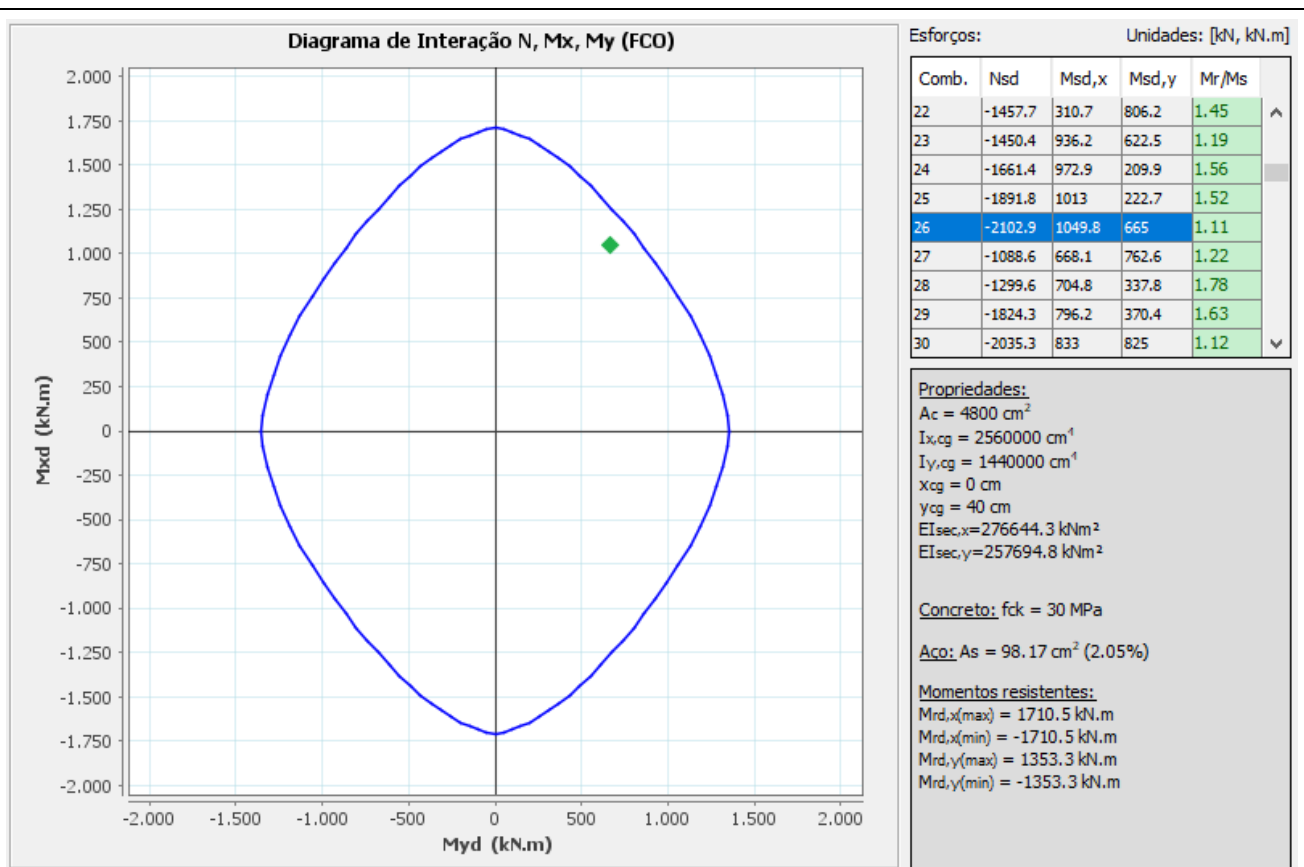 Diagrama de Interação N, Mx, My (FCO)
2.000
1.750
1.500
1.250
1.000
750
500
250
0
-250
-500
-750
-1.000
-1.250
-1.500
-1.750
-2.000
Mxd (kN.m)
-2.000 -1.500 -1.000 -500 0 500 1.000 1.500 2.000
Myd (kN.m)
Esforços: Unidades: [kN, kN.m]
Comb. Nsd Msd,x Msd,y Mr/Ms
22 -1457.7 310.7 806.2 1.45
23 -1450.4 936.2 622.5 1.19
24 -1661.4 972.9 209.9 1.56
25 -1891.8 1013 222.7 1.52
26 -2102.9 1049.8 665 1.11
27 -1088.6 668.1 762.6 1.22
28 -1299.6 704.8 337.8 1.78
29 -1824.3 796.2 370.4 1.63
30 -2035.3 833 825 1.12
Propriedades:
Ac = 4800 cm²
Ix,cg = 2560000 cm⁴
Iy,cg = 1440000 cm⁴
xcg = 0 cm
ycg = 40 cm
EIsec,x=276644.3 kNm²
EIsec,y=257694.8 kNm²
Concreto: fck = 30 MPa
Aço: As = 98.17 cm² (2.05%)
Momentos resistentes:
Mrd,x(max) = 1710.5 kN.m
Mrd,x(min) = -1710.5 kN.m
Mrd,y(max) = 1353.3 kN.m
Mrd,y(min) = -1353.3 kN.m